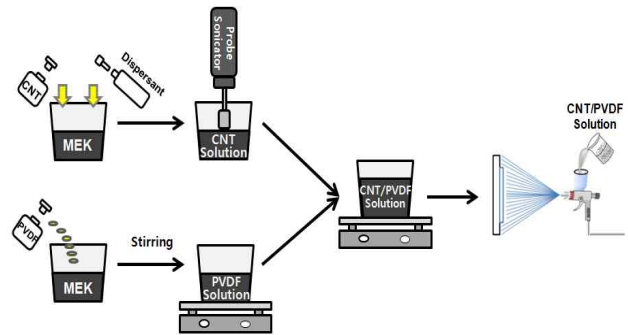 CNT
Dispersant
MEK
Probe
Sonicator
CNT
Solution
PVDF
MEK
Stirring
PVDF
Solution
CNT/PVDF
Solution
CNT/PVDF
Solution